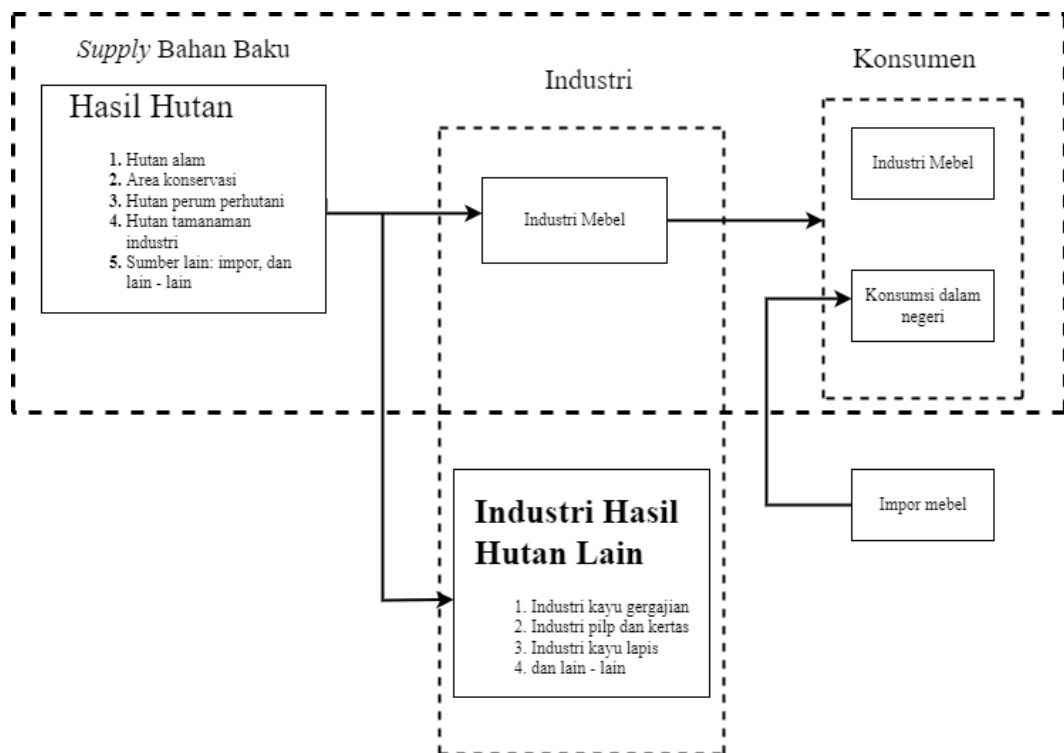 Supply Bahan Baku
Hasil Hutan
1. Hutan alam
2. Area konservasi
3. Hutan perum perhutani
4. Hutan tamanaman
industri
5. Sumber lain: impor, dan
lain - lain
Industri
Industri Mebel
Konsumen
Industri Mebel
Konsumsi dalam
negeri
Impor mebel
Industri Hasil
Hutan Lain
1. Industri kayu gergajian
2. Industri pilp dan kertas
3. Industri kayu lapis
4. dan lain - lain